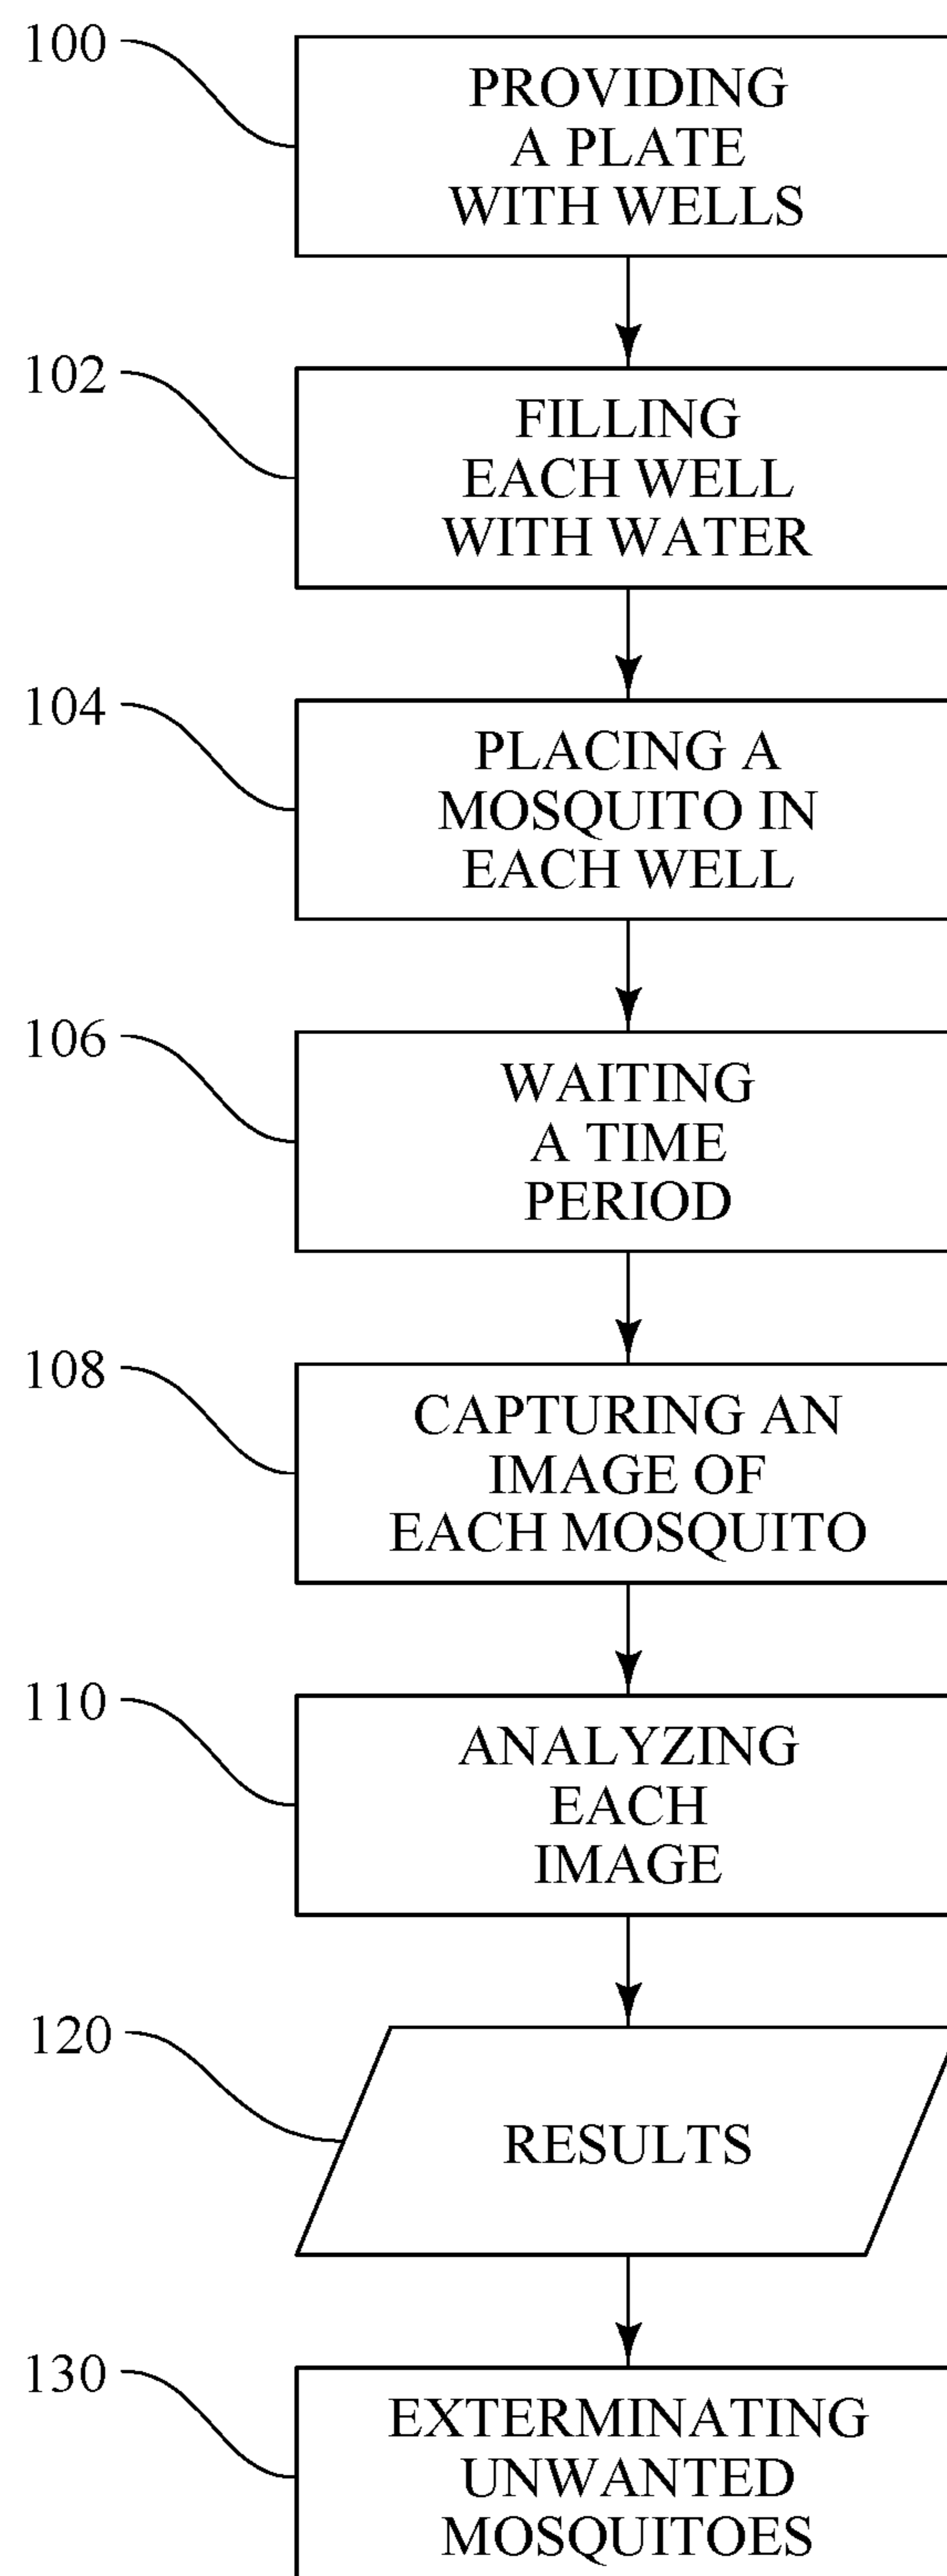 100
PROVIDING
A PLATE
WITH WELLS
102
FILLING
EACH WELL
WITH WATER
104
PLACING A
MOSQUITO IN
EACH WELL
106
WAITING
A TIME
PERIOD
108
CAPTURING AN
IMAGE OF
EACH MOSQUITO
110
ANALYZING
EACH
IMAGE
120
RESULTS
130
EXTERMINATING
UNWANTED
MOSQUITOES